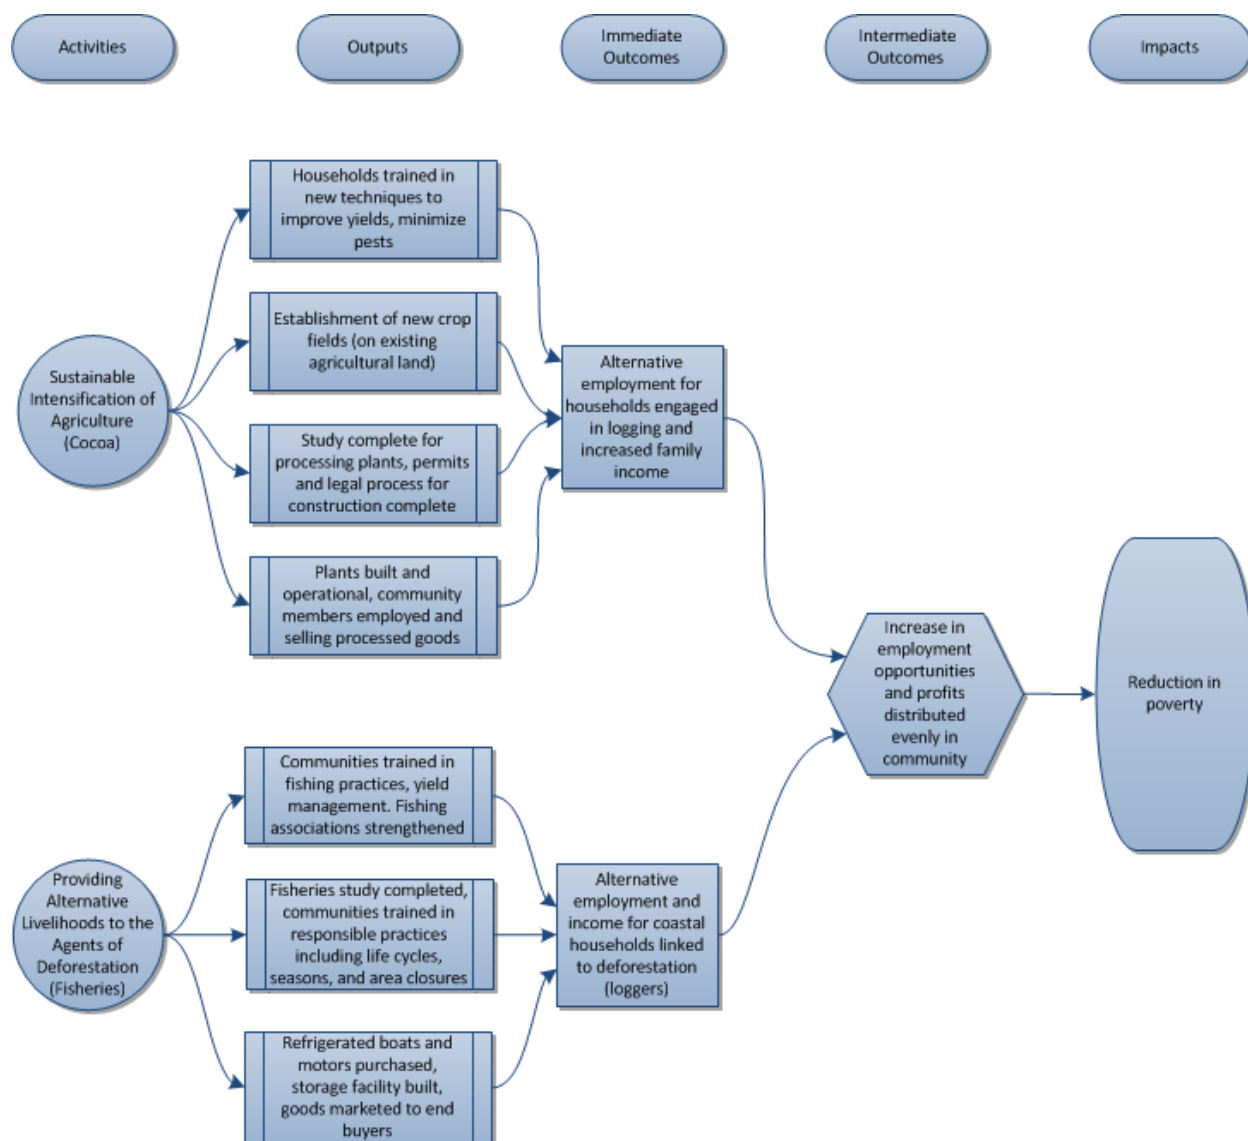 Activities
Outputs
Immediate
Outcomes
Intermediate
Outcomes
Impacts
Households trained in
new techniques to
improve yields, minimize
pests
Establishment of new crop
fields (on existing
agricultural land)
Sustainable
Intensification of
Agriculture
(Cocoa)
Study complete for
processing plants, permits
and legal process for
construction complete
Plants built and
operational, community
members employed and
selling processed goods
Alternative
employment for
households engaged
in logging and
increased family
income
Increase in
employment
opportunities
and profits
distributed
evenly in
community
Reduction in
poverty
Communities trained in
fishing practices, yield
management. Fishing
associations strengthened
Providing
Alternative
Livelihoods to the
Agents of
Deforestation
(Fisheries)
Fisheries study completed,
communities trained in
responsible practices
including life cycles,
seasons, and area closures
Alternative
employment and
income for coastal
households linked
to deforestation
(loggers)
Refrigerated boats and
motors purchased,
storage facility built,
goods marketed to end
buyers